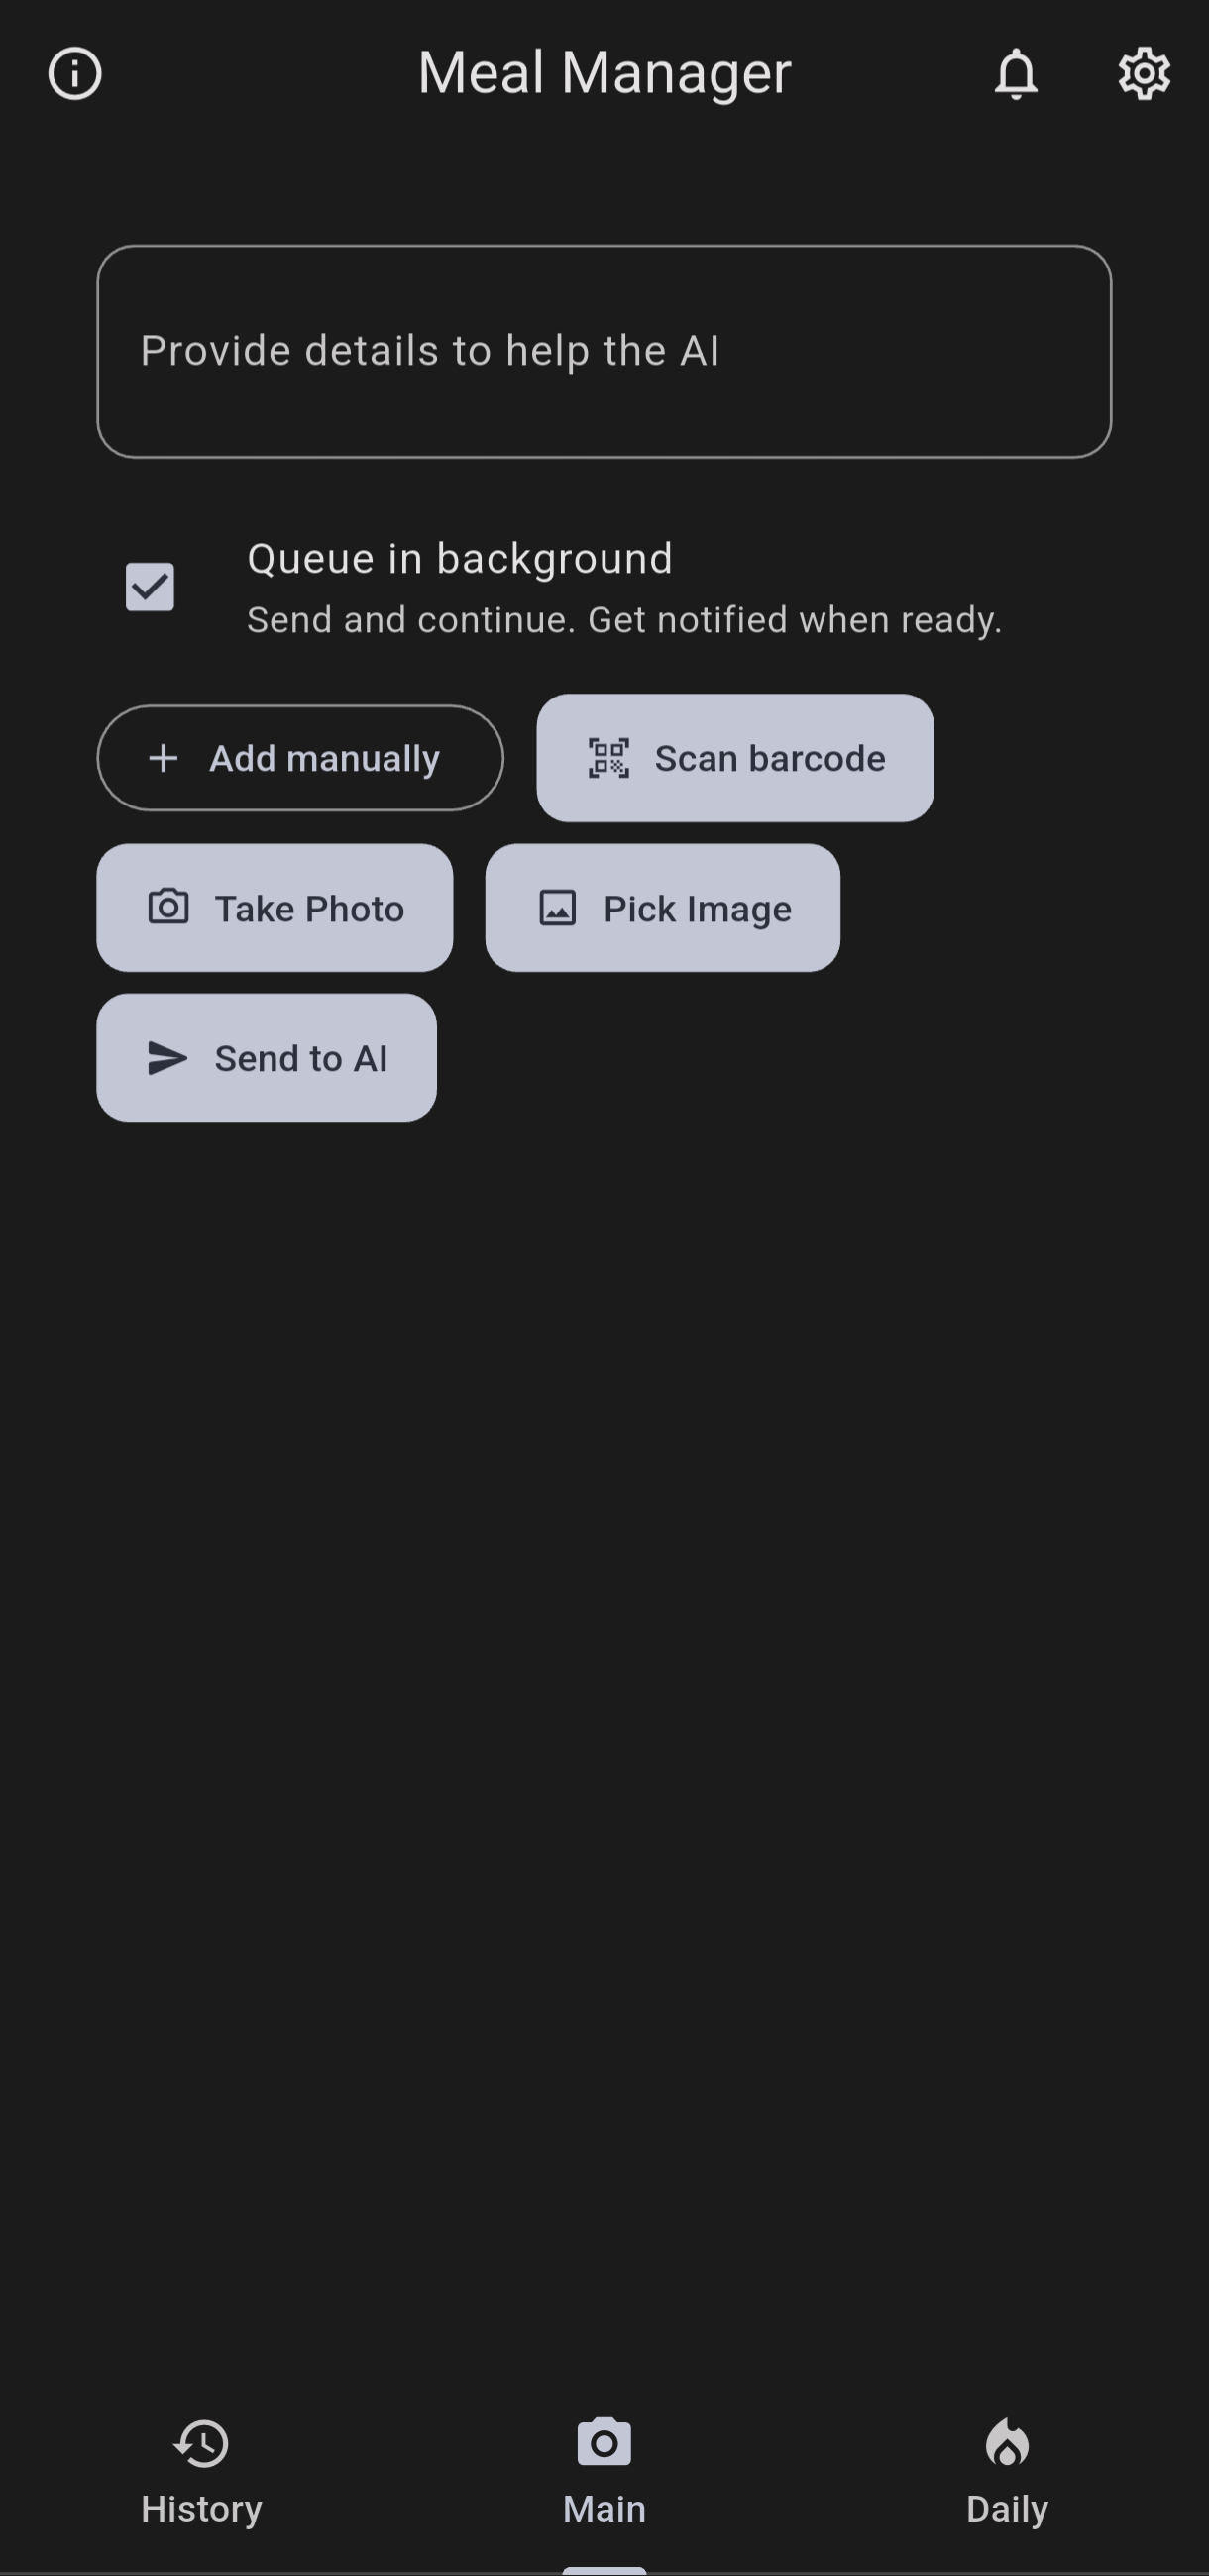 Meal Manager
Provide details to help the AI
Queue in background
Send and continue. Get notified when ready.
Add manually
Scan barcode
Take Photo
Pick Image
Send to AI
History
Main
Daily